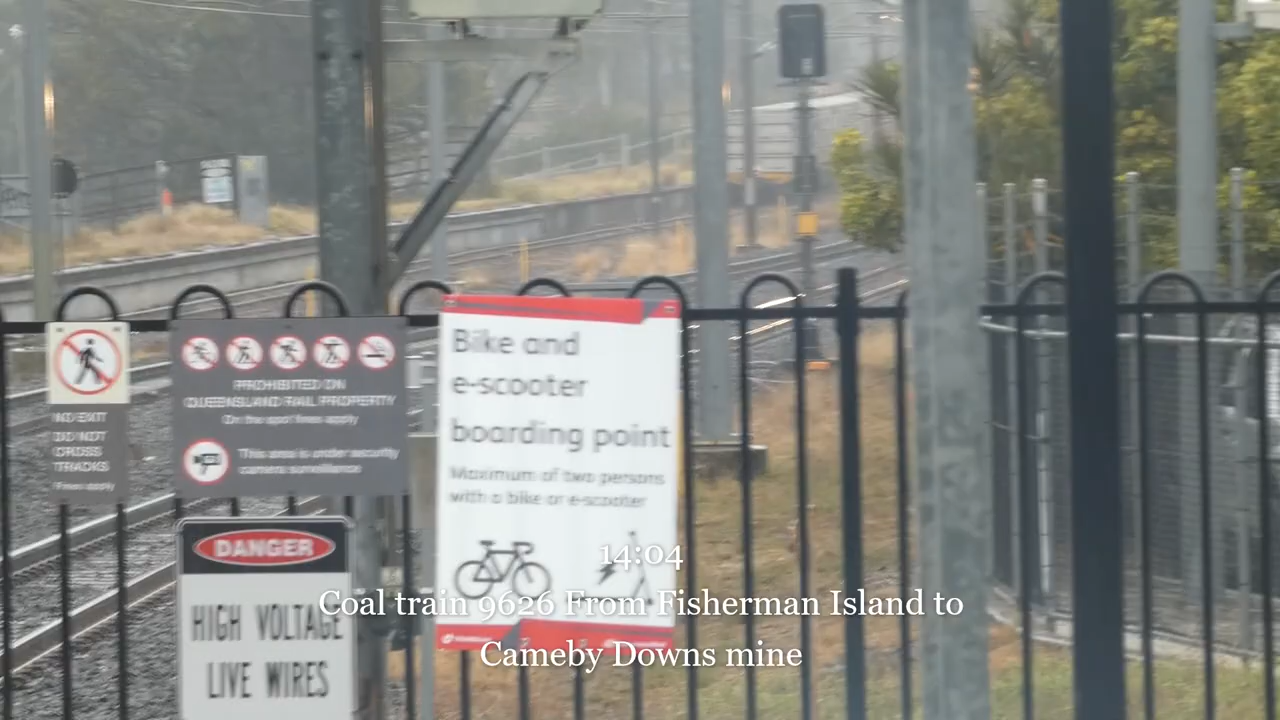 NO EXIT
DO NOT
CROSS
TRACKS
Fines apply
PROHIBITED ON
QUEENSLAND RAIL PROPERTY
On the spot fines apply
This area is under security
camera surveillance
DANGER
HIGH VOLTAGE
LIVE WIRES
Bike and
e-scooter
boarding point
Maximum of two persons
with a bike or e-scooter
14:04
Coal train 9626 From Fisherman Island to
Cameby Downs mine